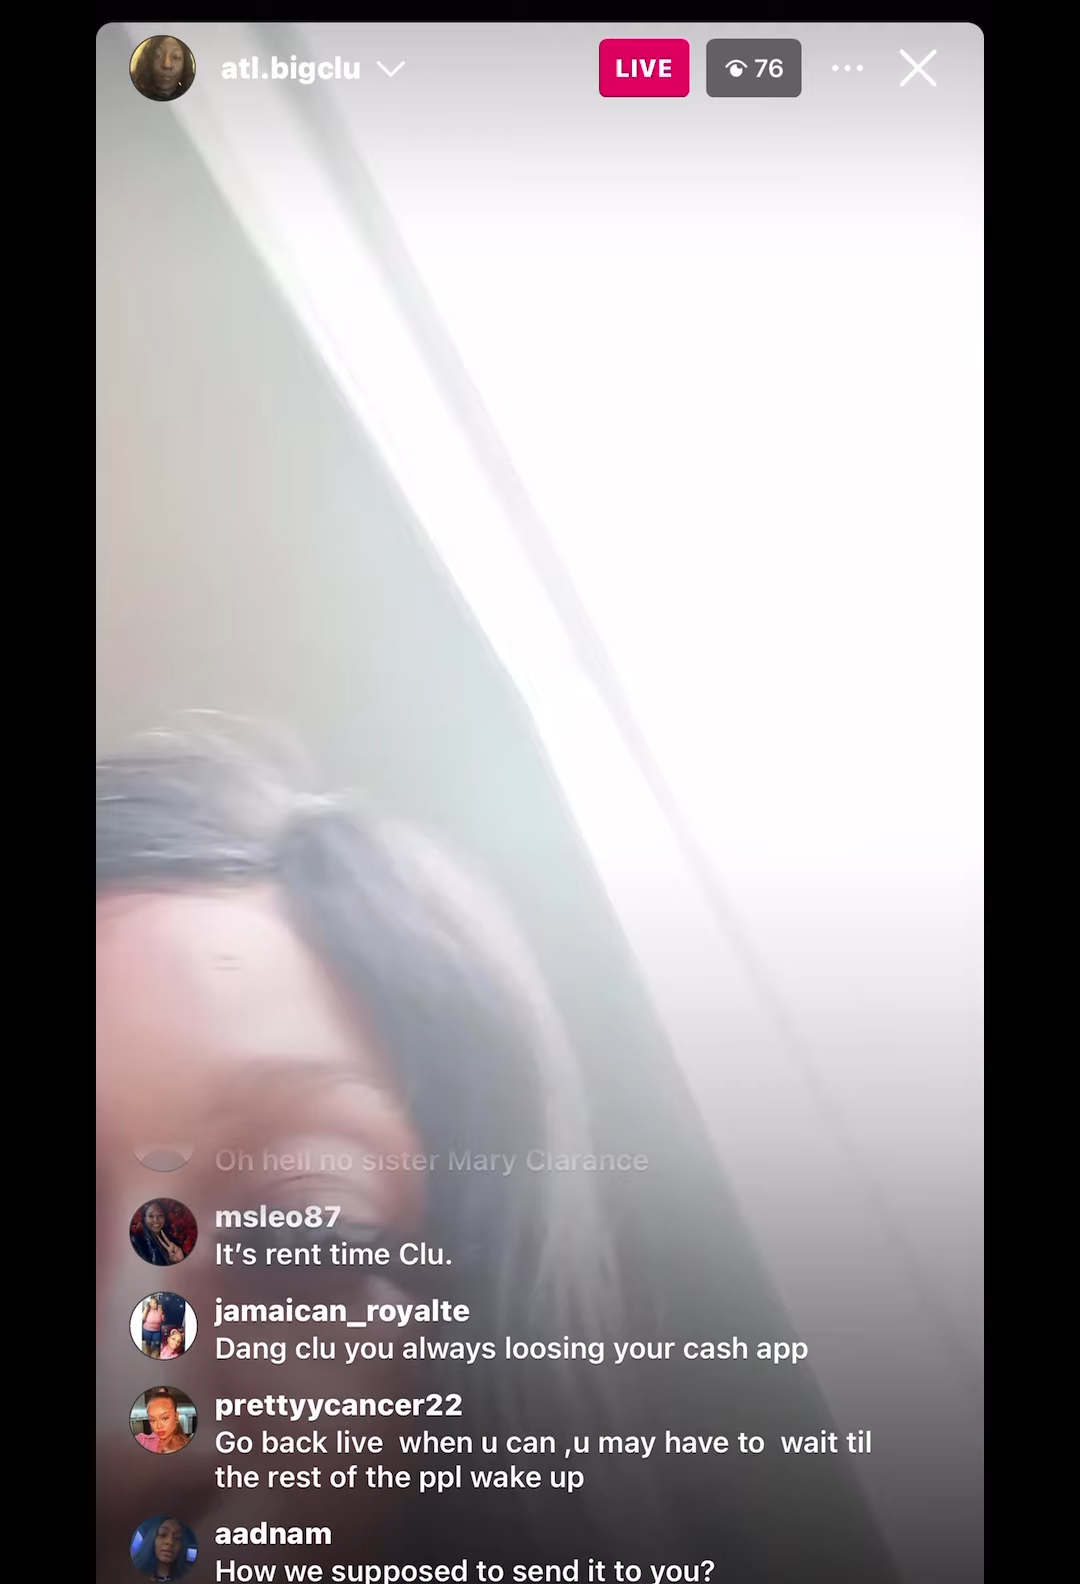 atl.bigclu
LIVE
76
Oh hell no sister Mary Clarance
msleo87
It's rent time Clu.
jamaican_royalte
Dang clu you always loosing your cash app
prettyycancer22
Go back live  when u can ,u may have to  wait til
the rest of the ppl wake up
aadnam
How we supposed to send it to you?